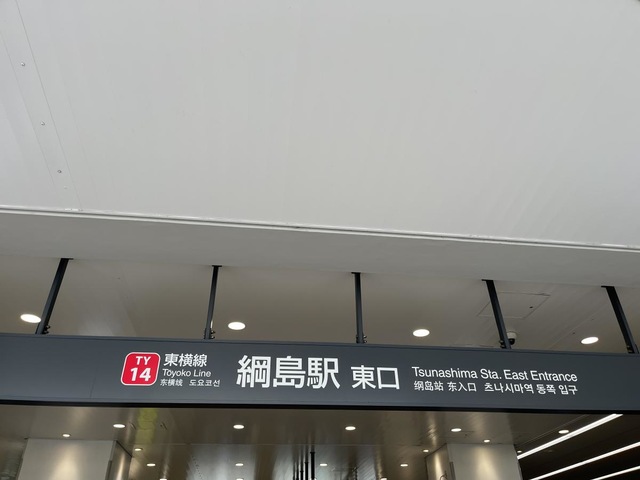 TY
14
東横線
Toyoko Line
东横线 도요코선
綱島駅 東口
Tsunashima Sta. East Entrance
纲岛站 东入口 츠나시마역 동쪽 입구